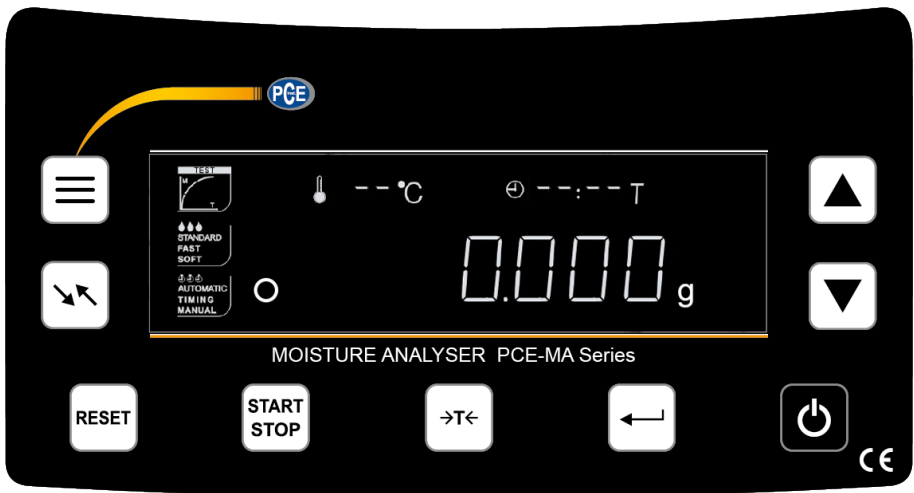 PCE
TEST
M
T
--°C
--:-- T
STANDARD
FAST
SOFT
0.000 g
AUTOMATIC
TIMING
MANUAL
MOISTURE ANALYSER PCE-MA Series
RESET
START
STOP
→T←
CE